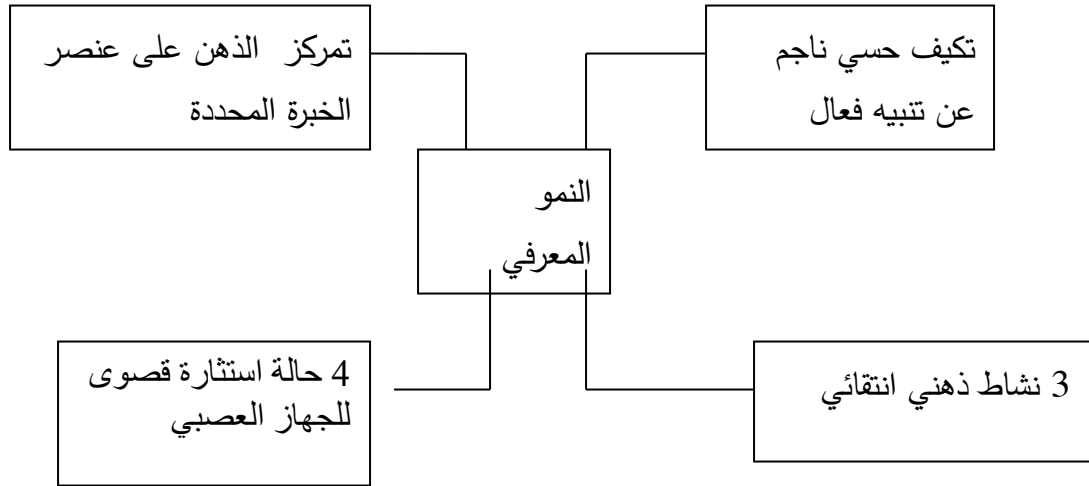 تكيف حسي ناجم
عن تنبيه فعال
تمركز الذهن على عنصر
الخبرة المحددة
النمو
المعرفي
3 نشاط ذهني انتقائي
4 حالة استثارة قصوى
للجهاز العصبي